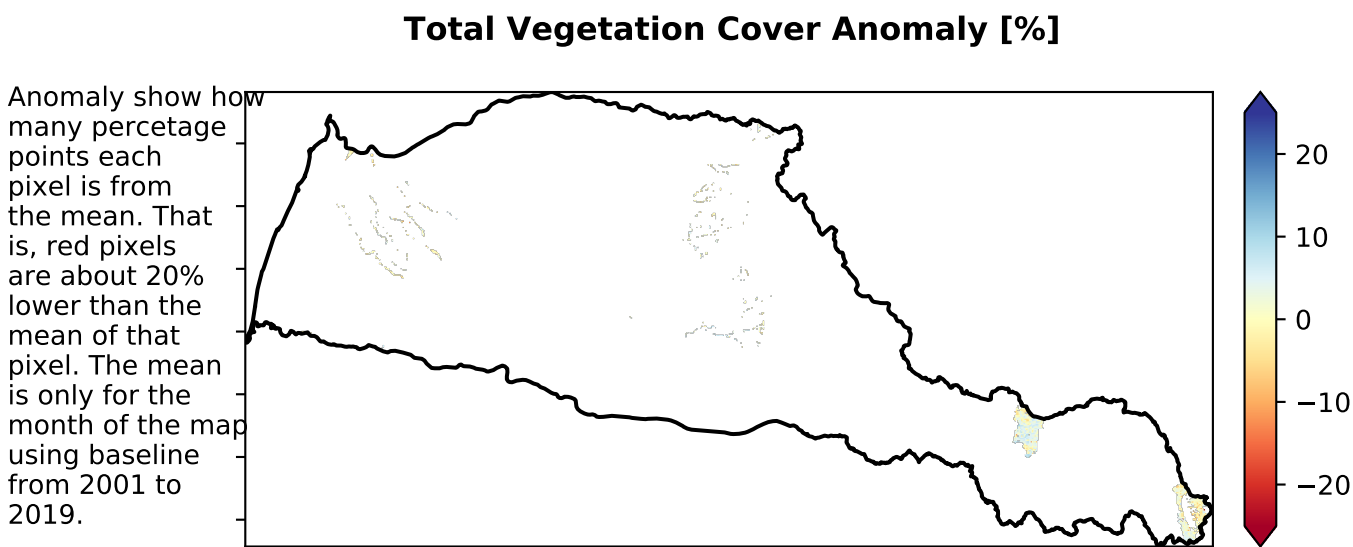 Total Vegetation Cover Anomaly [%]
Anomaly show how
many percetage
points each
pixel is from
the mean. That
is, red pixels
are about 20%
lower than the
mean of that
pixel. The mean
is only for the
month of the map
using baseline
from 2001 to
2019.
20
10
0
−10
−20